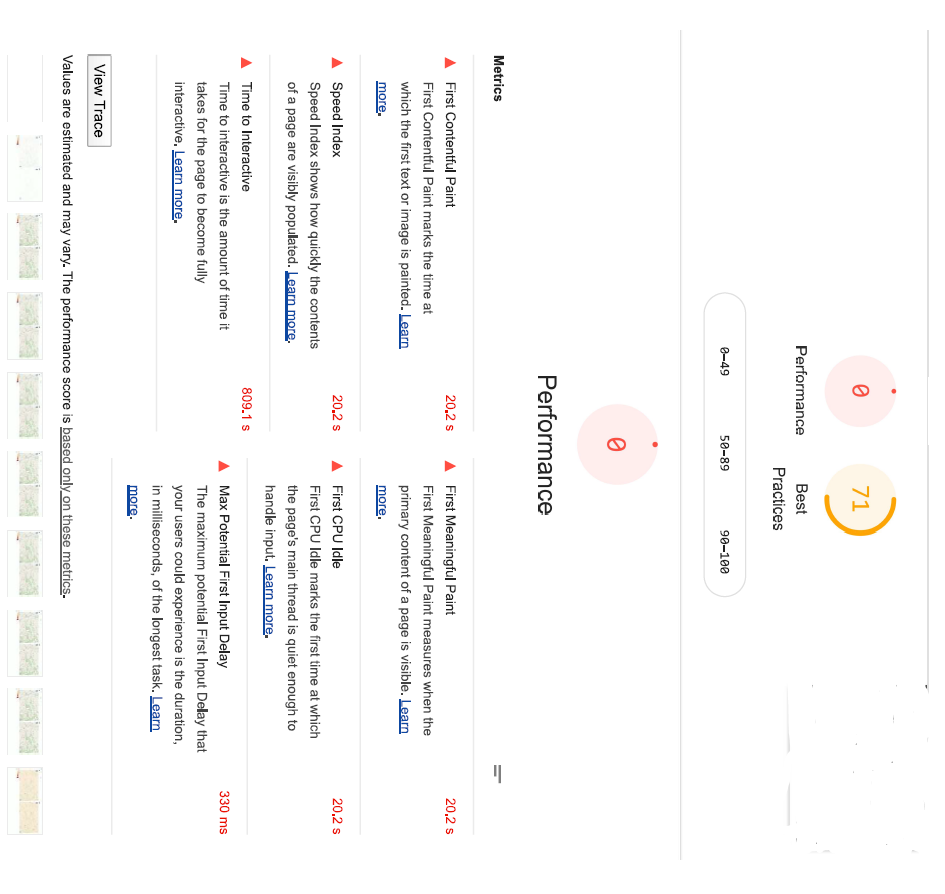 0
71
Performance
Best
Practices
0–49
50–89
90–100
0
Performance
Metrics
First Contentful Paint
20.2 s
First Contentful Paint marks the time at
which the first text or image is painted. Learn
more.
First Meaningful Paint
20.2 s
First Meaningful Paint measures when the
primary content of a page is visible. Learn
more.
Speed Index
20.2 s
Speed Index shows how quickly the contents
of a page are visibly populated. Learn more.
First CPU Idle
20.2 s
First CPU Idle marks the first time at which
the page's main thread is quiet enough to
handle input. Learn more.
Time to Interactive
809.1 s
Time to interactive is the amount of time it
takes for the page to become fully
interactive. Learn more.
Max Potential First Input Delay
330 ms
The maximum potential First Input Delay that
your users could experience is the duration,
in milliseconds, of the longest task. Learn
more.
View Trace
Values are estimated and may vary. The performance score is based only on these metrics.